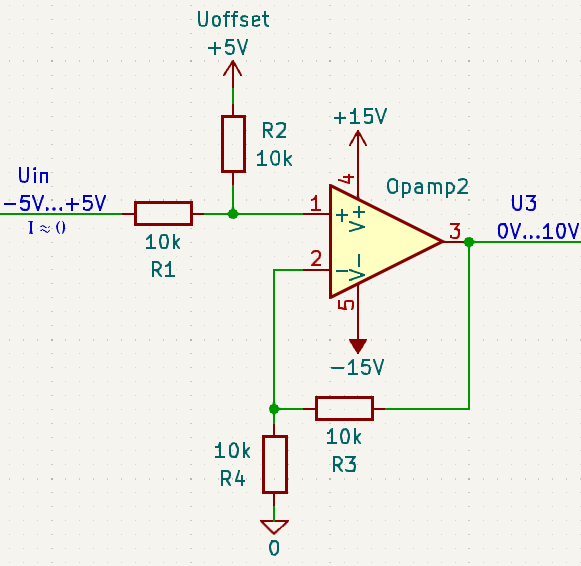 Uoffset
+5V
+15V
R2
10k
Uin
-5V...+5V
I ≈ 0
10k
R1
4
Opamp2
1
+
V+
2
-
V-
3
U3
0V...10V
5
-15V
10k
R3
10k
R4
0